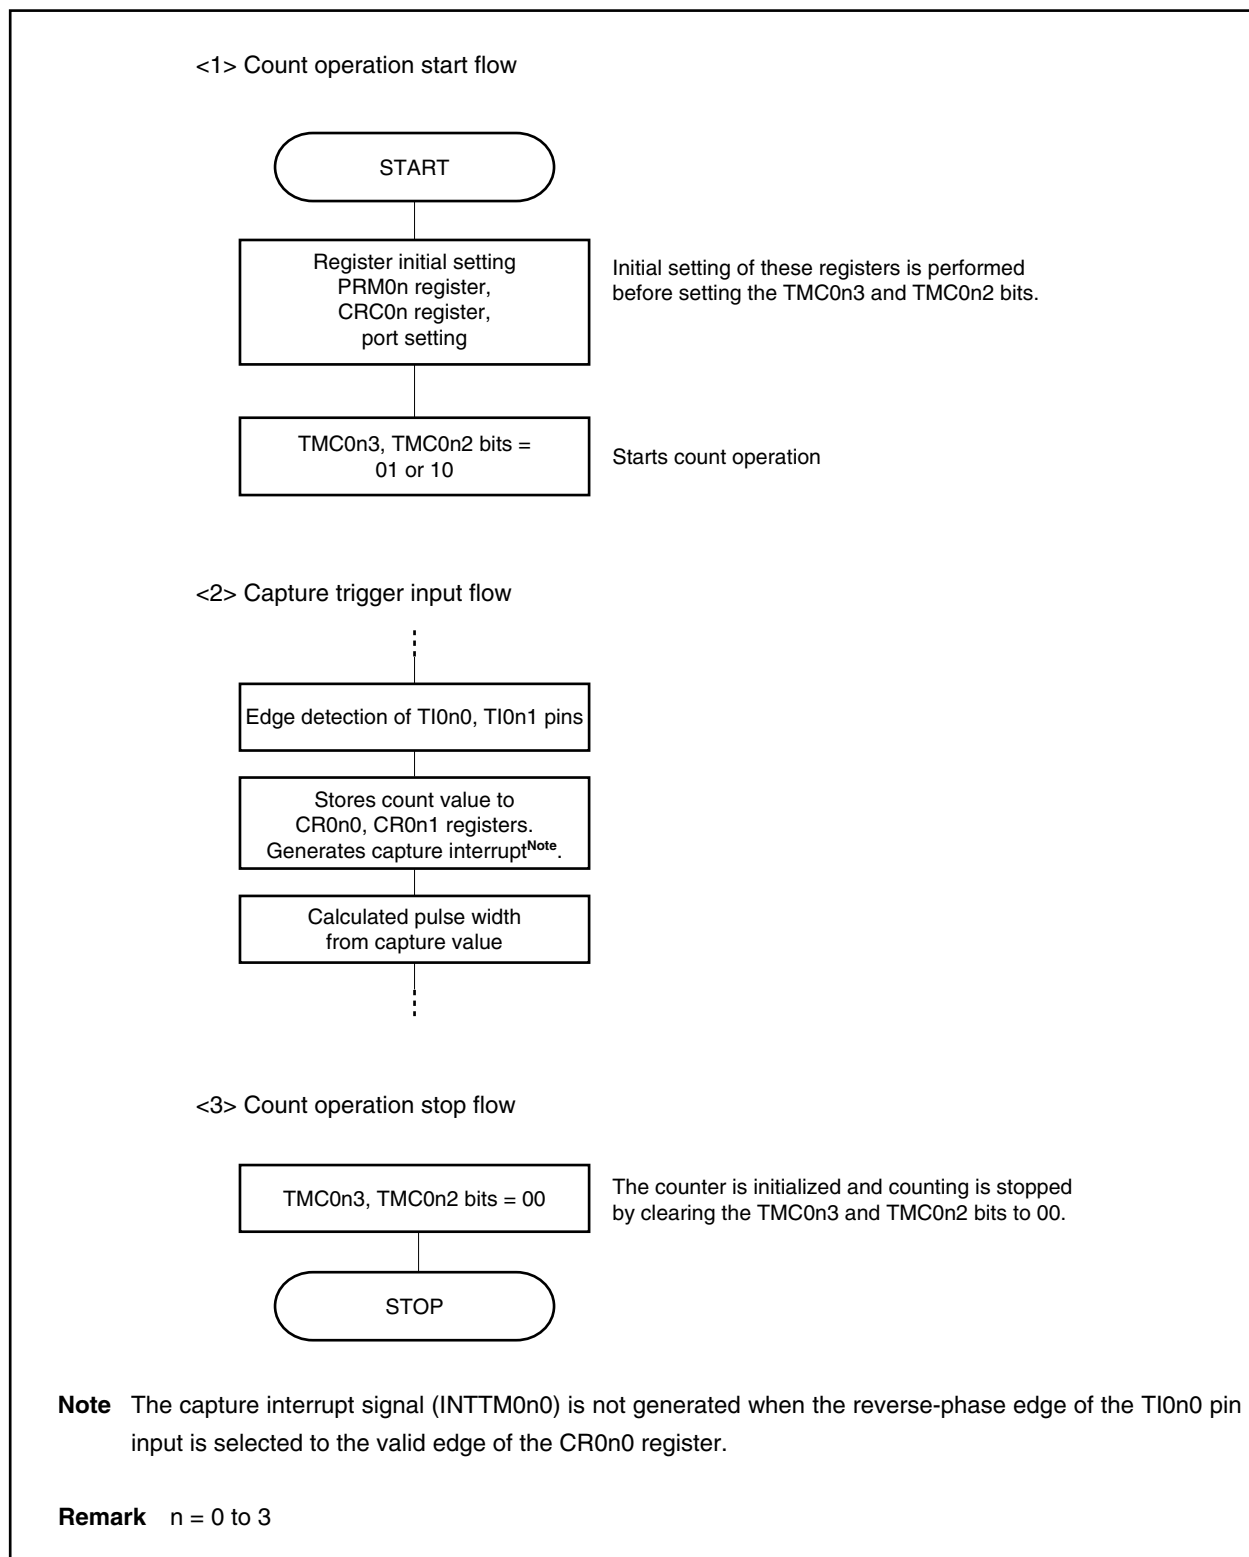 <1> Count operation start flow
START
Register initial setting
PRM0n register,
CRC0n register,
port setting
Initial setting of these registers is performed
before setting the TMC0n3 and TMC0n2 bits.
TMC0n3, TMC0n2 bits =
01 or 10
Starts count operation
<2> Capture trigger input flow
Edge detection of TI0n0, TI0n1 pins
Stores count value to
CR0n0, CR0n1 registers.
Generates capture interruptNote.
Calculated pulse width
from capture value
<3> Count operation stop flow
TMC0n3, TMC0n2 bits = 00
The counter is initialized and counting is stopped
by clearing the TMC0n3 and TMC0n2 bits to 00.
STOP
Note The capture interrupt signal (INTTM0n0) is not generated when the reverse-phase edge of the TI0n0 pin
input is selected to the valid edge of the CR0n0 register.
Remark n = 0 to 3